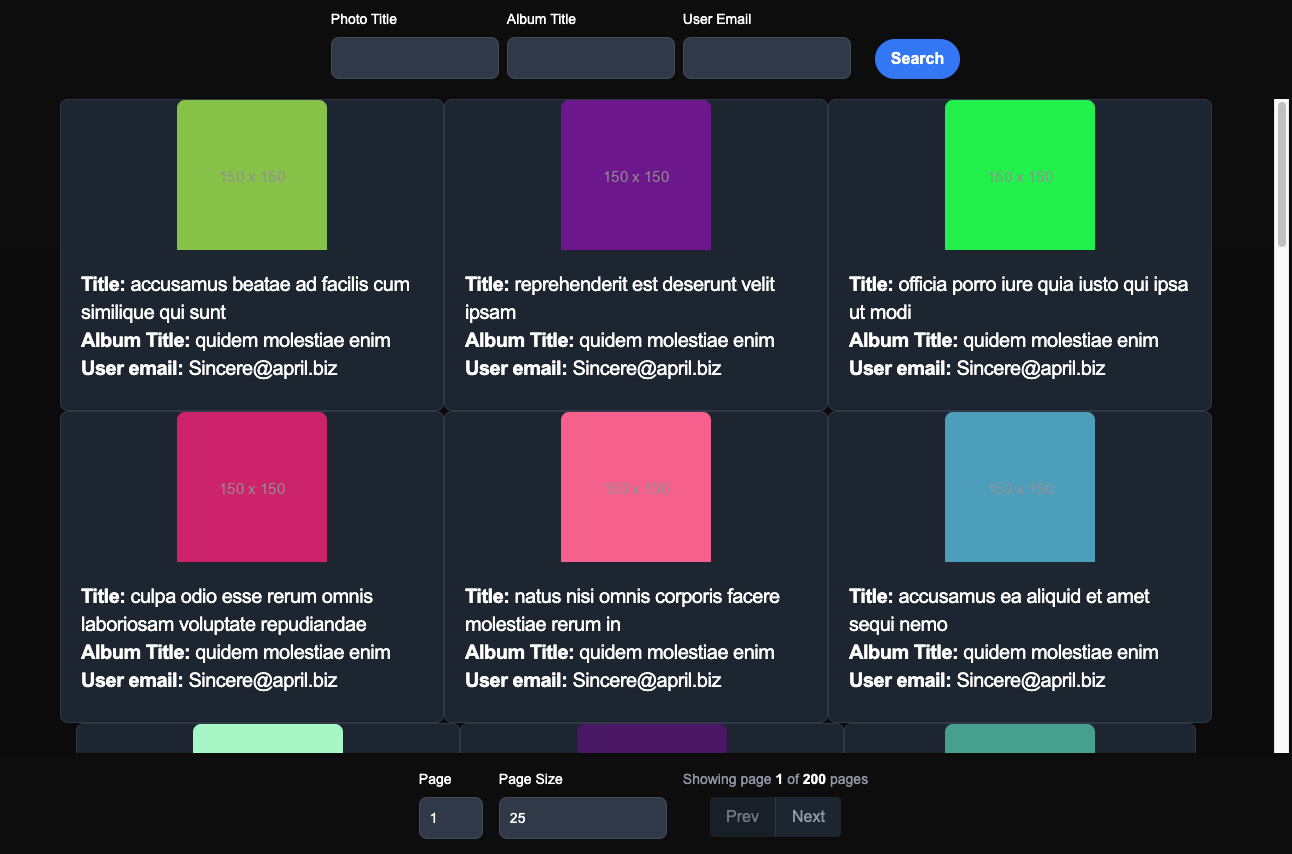 Photo Title
Album Title
User Email
Search
150 x 150
150 x 150
150 x 150
Title: accusamus beatae ad facilis cum
similique qui sunt
Album Title: quidem molestiae enim
User email: Sincere@april.biz
Title: reprehenderit est deserunt velit
ipsam
Album Title: quidem molestiae enim
User email: Sincere@april.biz
Title: officia porro iure quia iusto qui ipsa
ut modi
Album Title: quidem molestiae enim
User email: Sincere@april.biz
150 x 150
150 x 150
150 x 150
Title: culpa odio esse rerum omnis
laboriosam voluptate repudiandae
Album Title: quidem molestiae enim
User email: Sincere@april.biz
Title: natus nisi omnis corporis facere
molestiae rerum in
Album Title: quidem molestiae enim
User email: Sincere@april.biz
Title: accusamus ea aliquid et amet
sequi nemo
Album Title: quidem molestiae enim
User email: Sincere@april.biz
Page
1
Page Size
25
Showing page 1 of 200 pages
Prev
Next